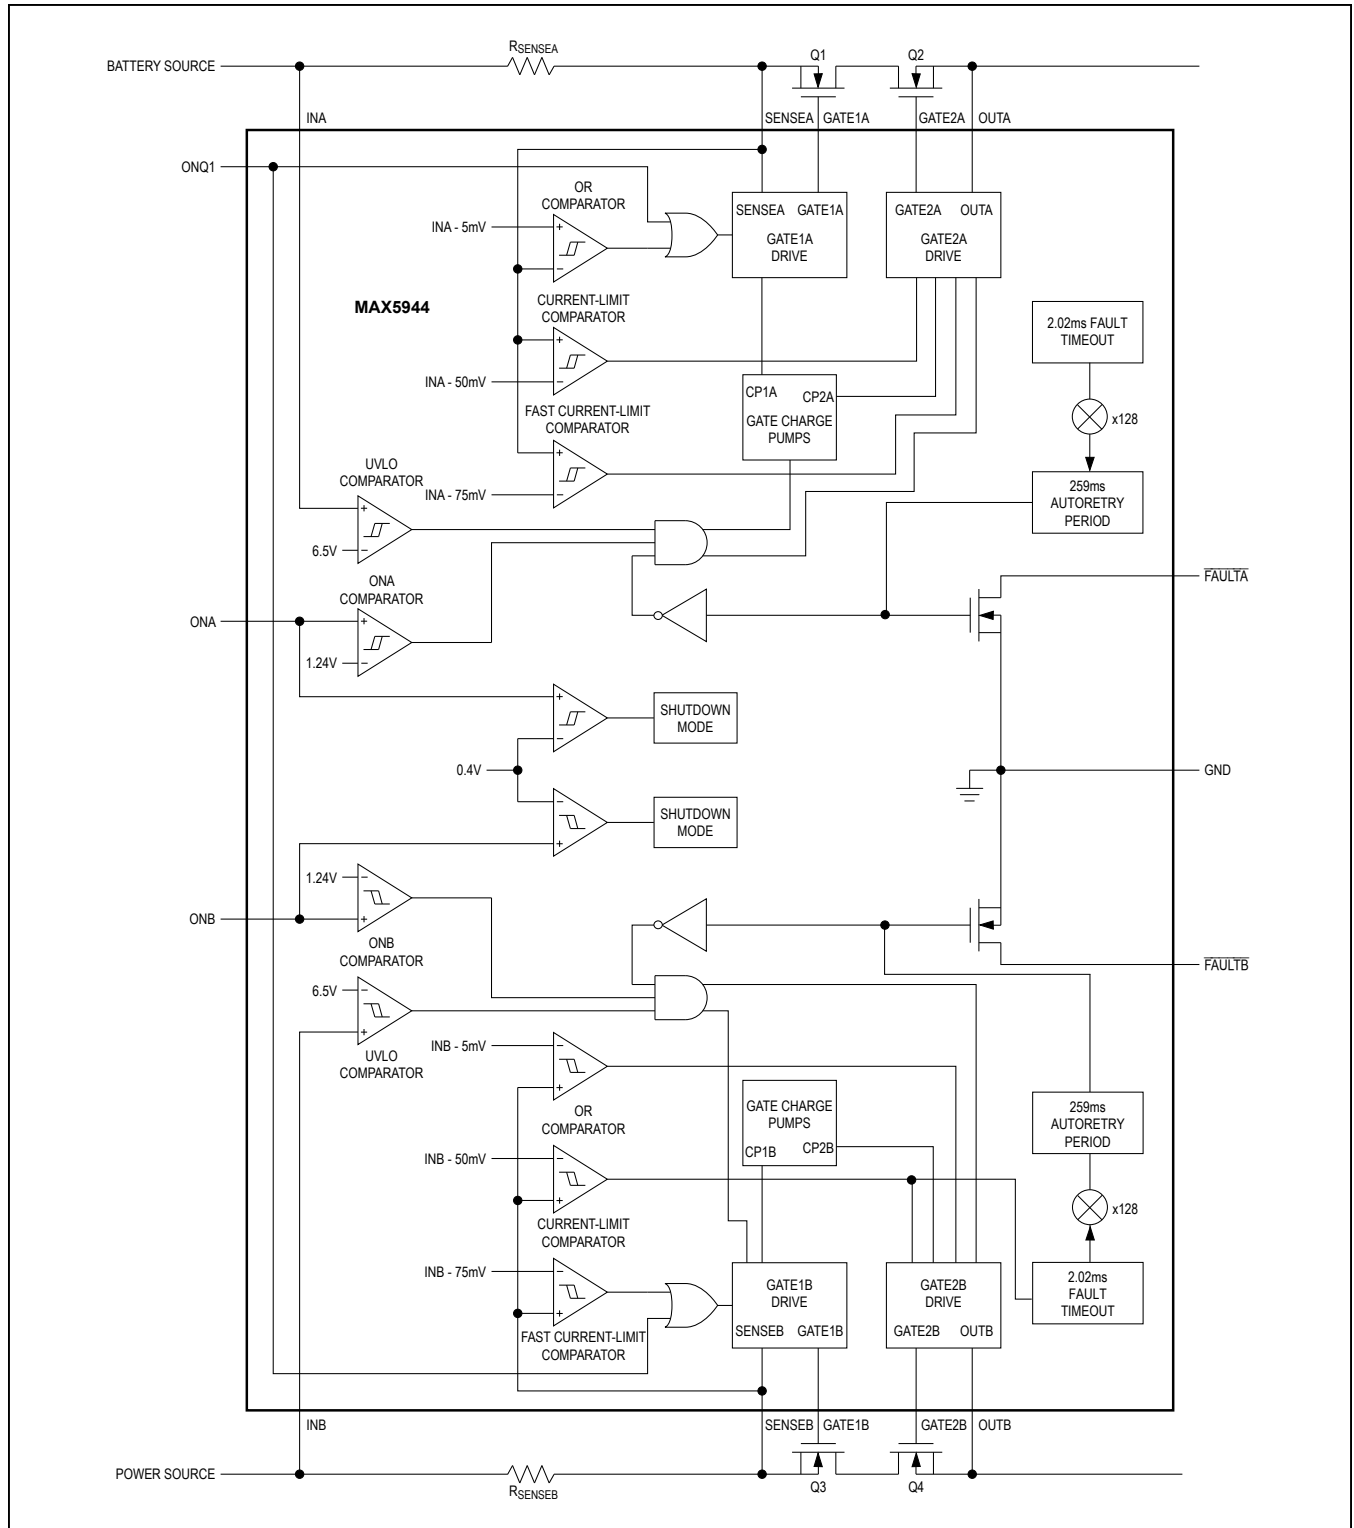 RSENSEA
Q1
Q2
BATTERY SOURCE
INA
SENSEA
GATE1A
GATE2A
OUTA
ONQ1
OR
COMPARATOR
SENSEA GATE1A
GATE1A
DRIVE
GATE2A OUTA
GATE2A
DRIVE
INA - 5mV
+
−
MAX5944
CURRENT-LIMIT
COMPARATOR
+
−
INA - 50mV
2.02ms FAULT
TIMEOUT
x128
259ms
AUTORETRY
PERIOD
CP1A
CP2A
GATE CHARGE
PUMPS
FAST CURRENT-LIMIT
COMPARATOR
+
−
INA - 75mV
UVLO
COMPARATOR
+
−
6.5V
FAULTA
ONA
COMPARATOR
ONA
+
−
1.24V
+
−
SHUTDOWN
MODE
0.4V
GND
−
+
SHUTDOWN
MODE
1.24V
−
+
ONB
ONB
COMPARATOR
FAULTB
6.5V
−
+
UVLO
COMPARATOR
INB - 5mV
−
+
OR
COMPARATOR
GATE CHARGE
PUMPS
CP1B
CP2B
259ms
AUTORETRY
PERIOD
x128
2.02ms
FAULT
TIMEOUT
INB - 50mV
−
+
CURRENT-LIMIT
COMPARATOR
INB - 75mV
−
+
FAST CURRENT-LIMIT
COMPARATOR
GATE1B
DRIVE
SENSEB GATE1B
GATE2B
DRIVE
GATE2B OUTB
INB
SENSEB
GATE1B
GATE2B
OUTB
POWER SOURCE
RSENSEB
Q3
Q4